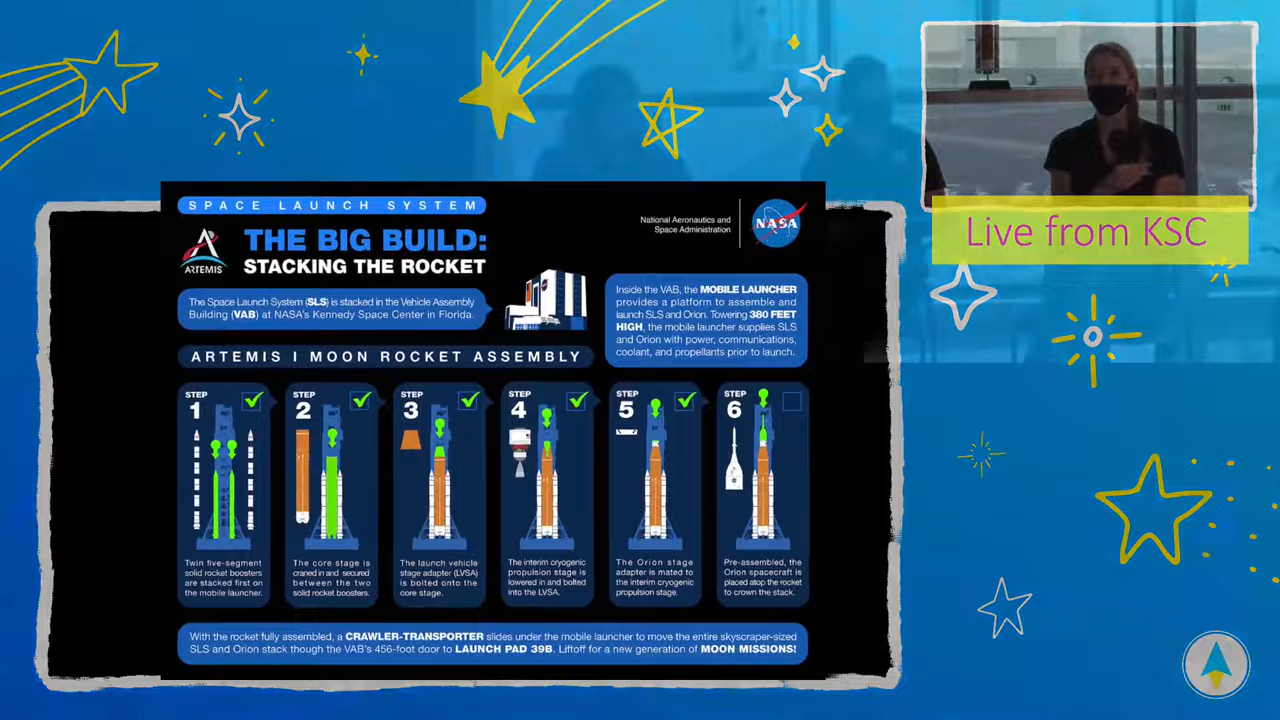 SPACE LAUNCH SYSTEM
ARTEMIS
THE BIG BUILD:
STACKING THE ROCKET
National Aeronautics and
Space Administration
NASA
Live from KSC
The Space Launch System (SLS) is stacked in the Vehicle Assembly
Building (VAB) at NASA's Kennedy Space Center in Florida.
Inside the VAB, the MOBILE LAUNCHER
provides a platform to assemble and
launch SLS and Orion. Towering 380 FEET
HIGH, the mobile launcher supplies SLS
and Orion with power, communications,
coolant, and propellants prior to launch.
ARTEMIS I MOON ROCKET ASSEMBLY
STEP
1
Twin five-segment
solid rocket boosters
are stacked first on
the mobile launcher.
STEP
2
The core stage is
craned in and secured
between the two
solid rocket boosters.
STEP
3
The launch vehicle
stage adapter (LVSA)
is bolted onto the
core stage.
STEP
4
The interim cryogenic
propulsion stage is
lowered in and bolted
into the LVSA.
STEP
5
The Orion stage
adapter is mated to
the interim cryogenic
propulsion stage.
STEP
6
Pre-assembled, the
Orion spacecraft is
placed atop the rocket
to crown the stack.
With the rocket fully assembled, a CRAWLER-TRANSPORTER slides under the mobile launcher to move the entire skyscraper-sized
SLS and Orion stack though the VAB's 456-foot door to LAUNCH PAD 39B. Liftoff for a new generation of MOON MISSIONS!